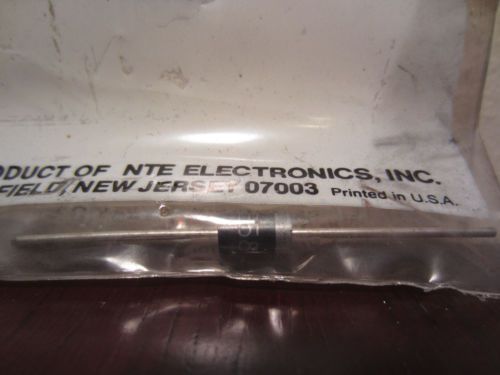 ODUCT OF NTE ELECTRONICS, INC.
FIELD, NEW JERSEY 07003 Printed in U.S.A.